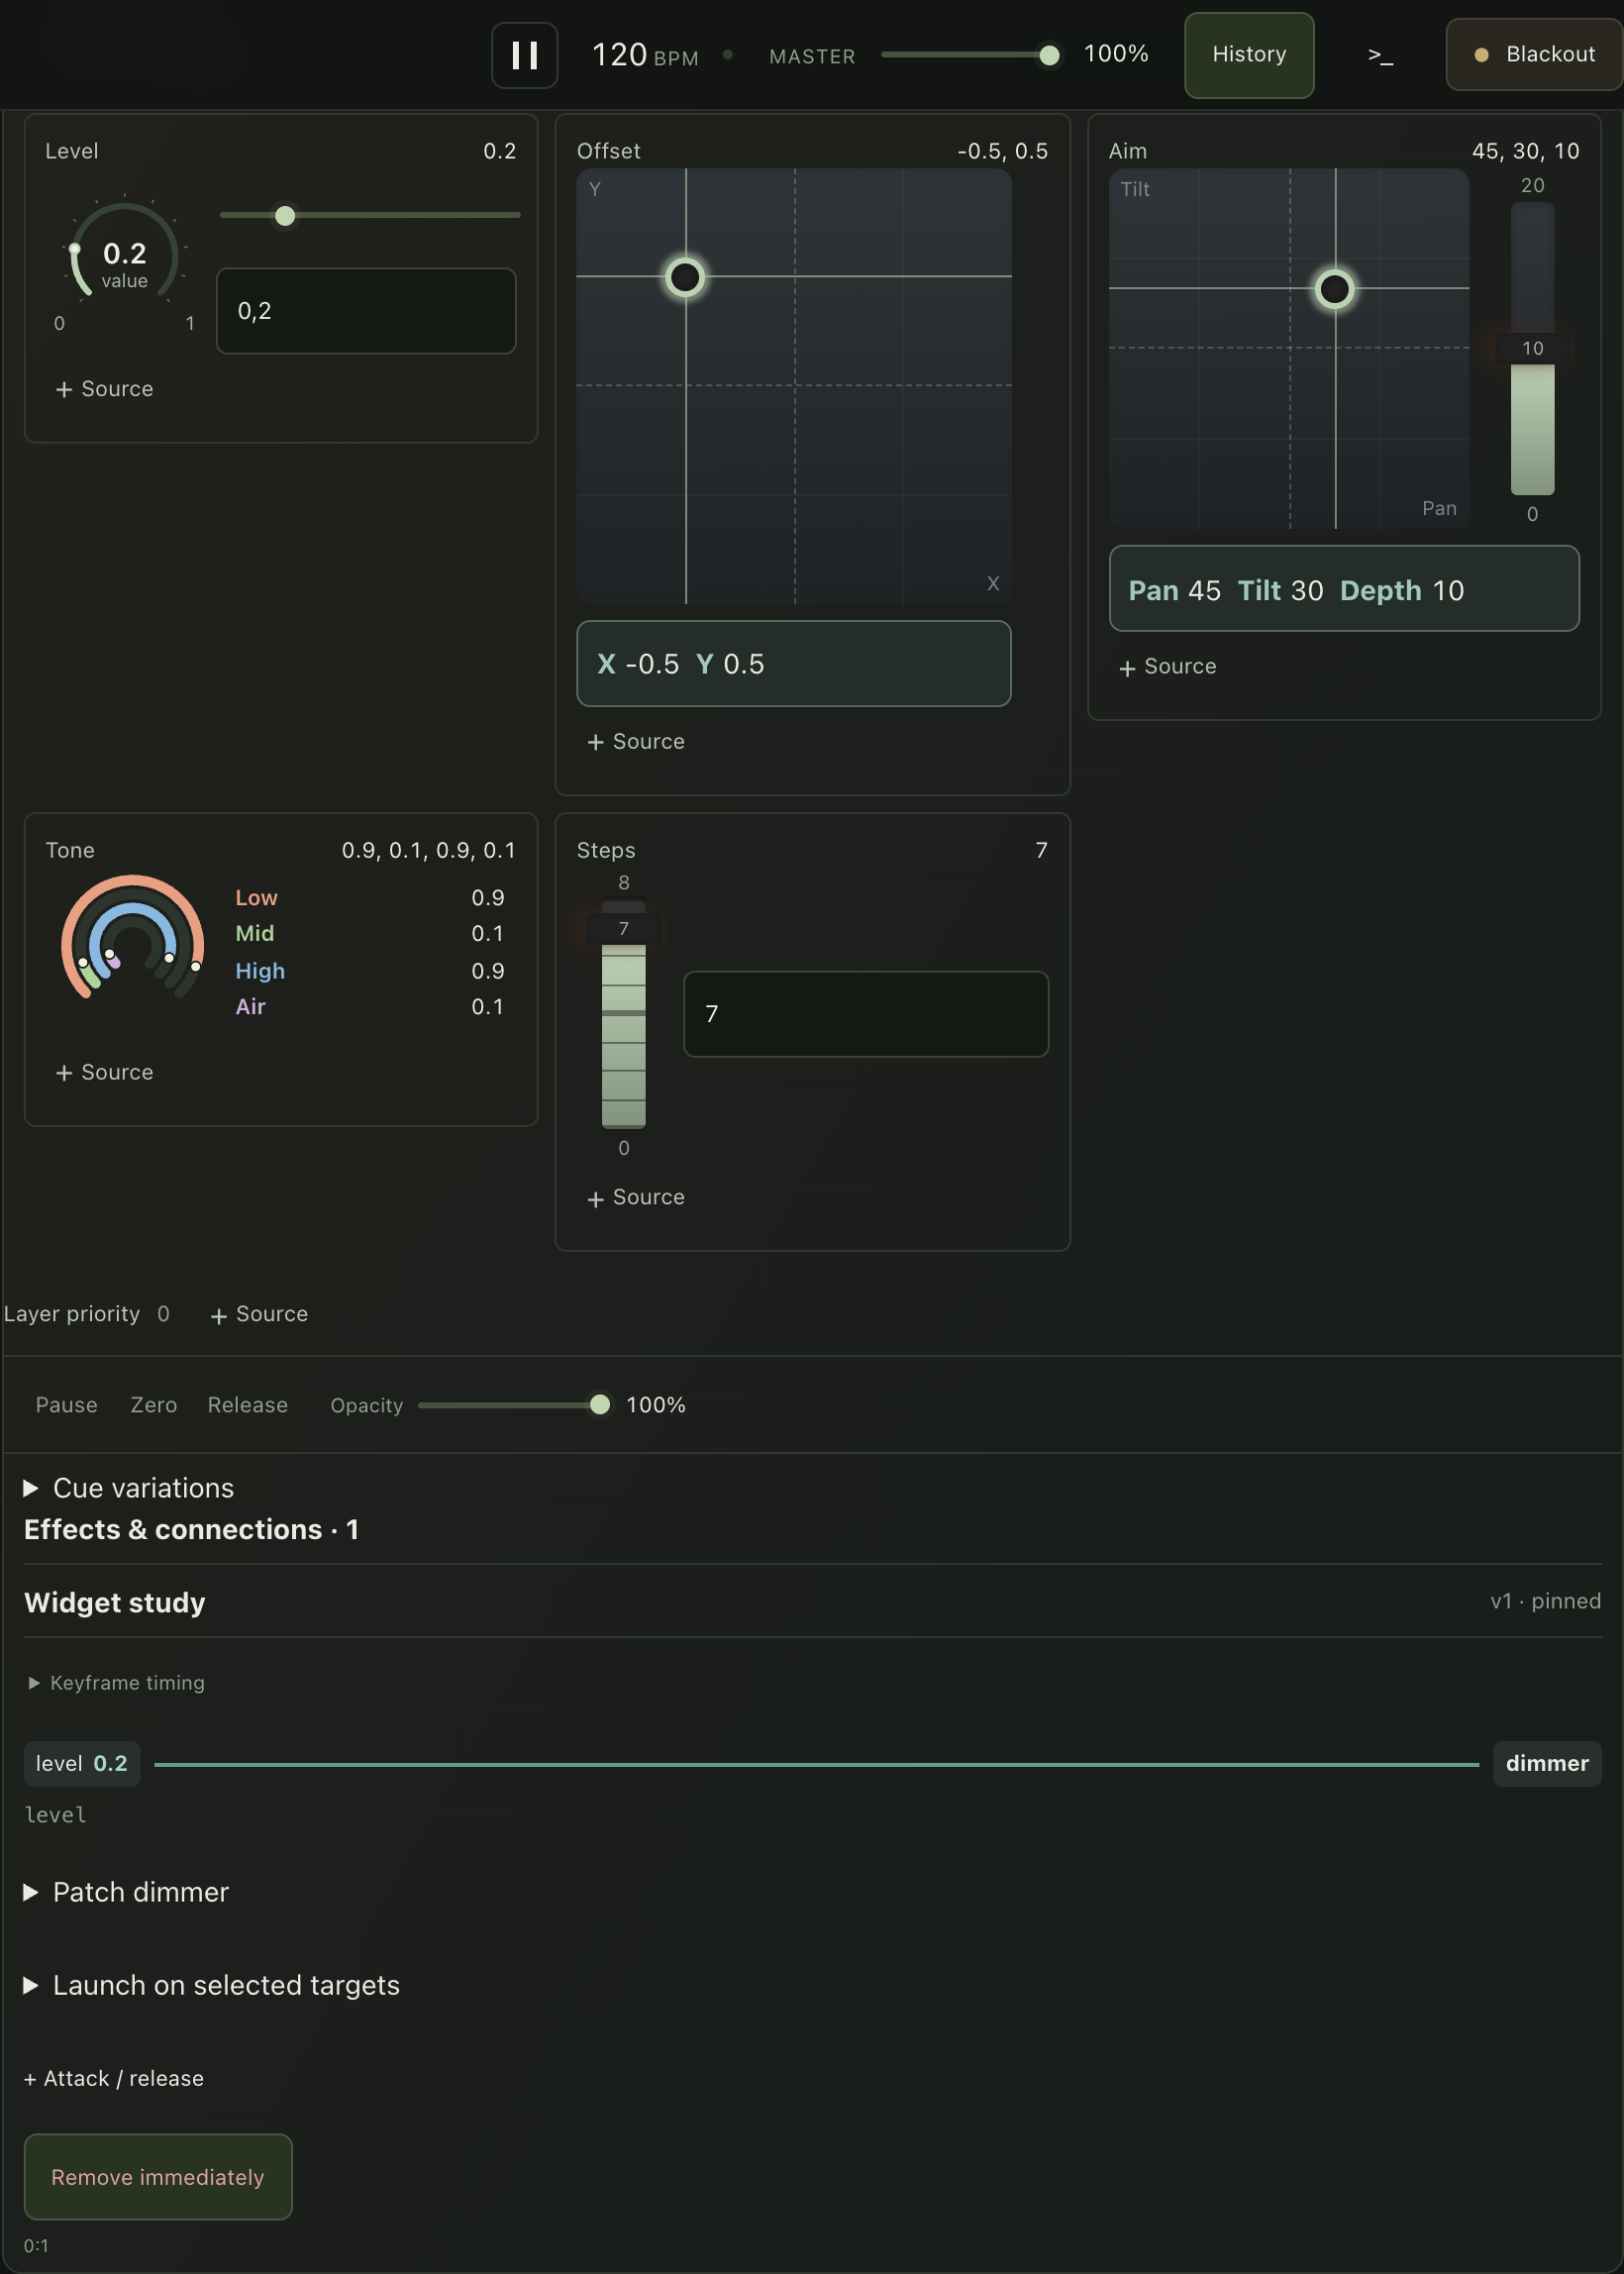 120 BPM MASTER 100% History >_ Blackout
Level 0.2
0.2
value
0 1
0,2
+ Source
Offset -0.5, 0.5
Y
X
X -0.5 Y 0.5
+ Source
Aim 45, 30, 10
Tilt
20
10
Pan
0
Pan 45 Tilt 30 Depth 10
+ Source
Tone 0.9, 0.1, 0.9, 0.1
Low 0.9
Mid 0.1
High 0.9
Air 0.1
+ Source
Steps 7
8
7
7
0
+ Source
Layer priority 0 + Source
Pause Zero Release Opacity 100%
Cue variations
Effects & connections · 1
Widget study v1 · pinned
Keyframe timing
level 0.2 dimmer
level
Patch dimmer
Launch on selected targets
+ Attack / release
Remove immediately
0:1